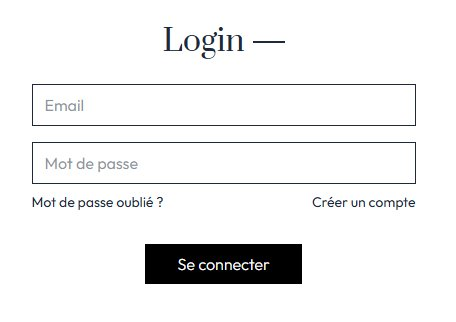 Login —
Email
Mot de passe
Mot de passe oublié ? Créer un compte
Se connecter